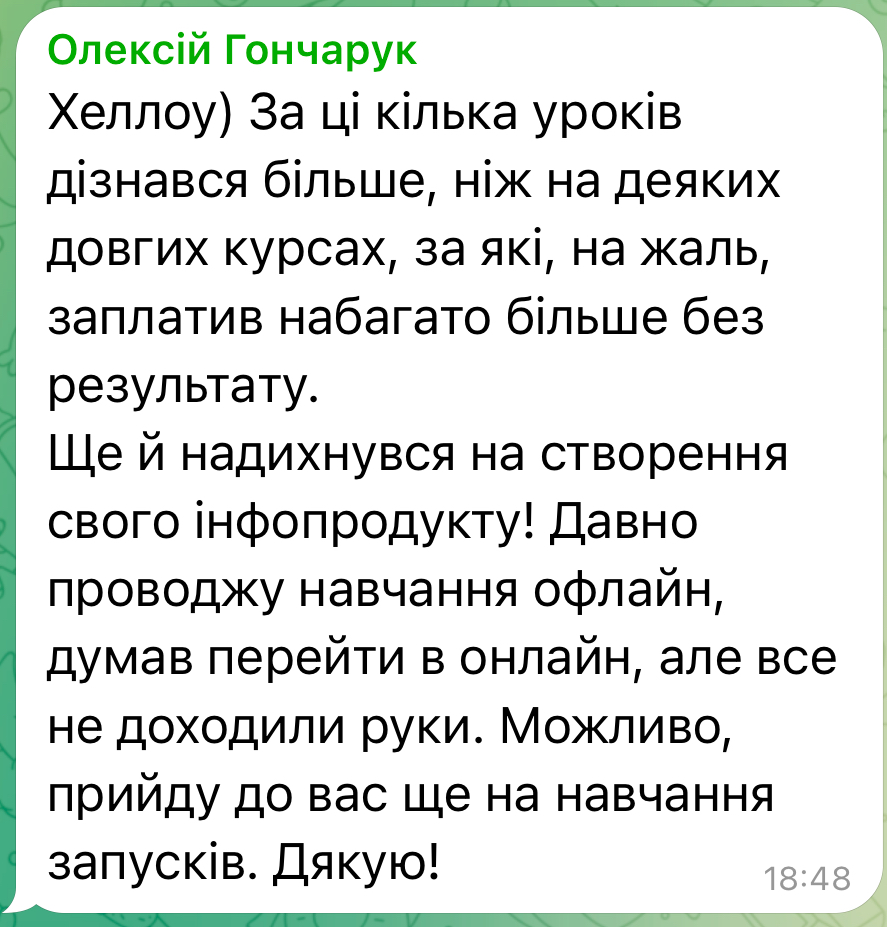 Олексій Гончарук
Хеллоу) За ці кілька уроків
дізнався більше, ніж на деяких
довгих курсах, за які, на жаль,
заплатив набагато більше без
результату.
Ще й надихнувся на створення
свого інфопродукту! Давно
проводжу навчання офлайн,
думав перейти в онлайн, але все
не доходили руки. Можливо,
прийду до вас ще на навчання
запусків. Дякую!
18:48